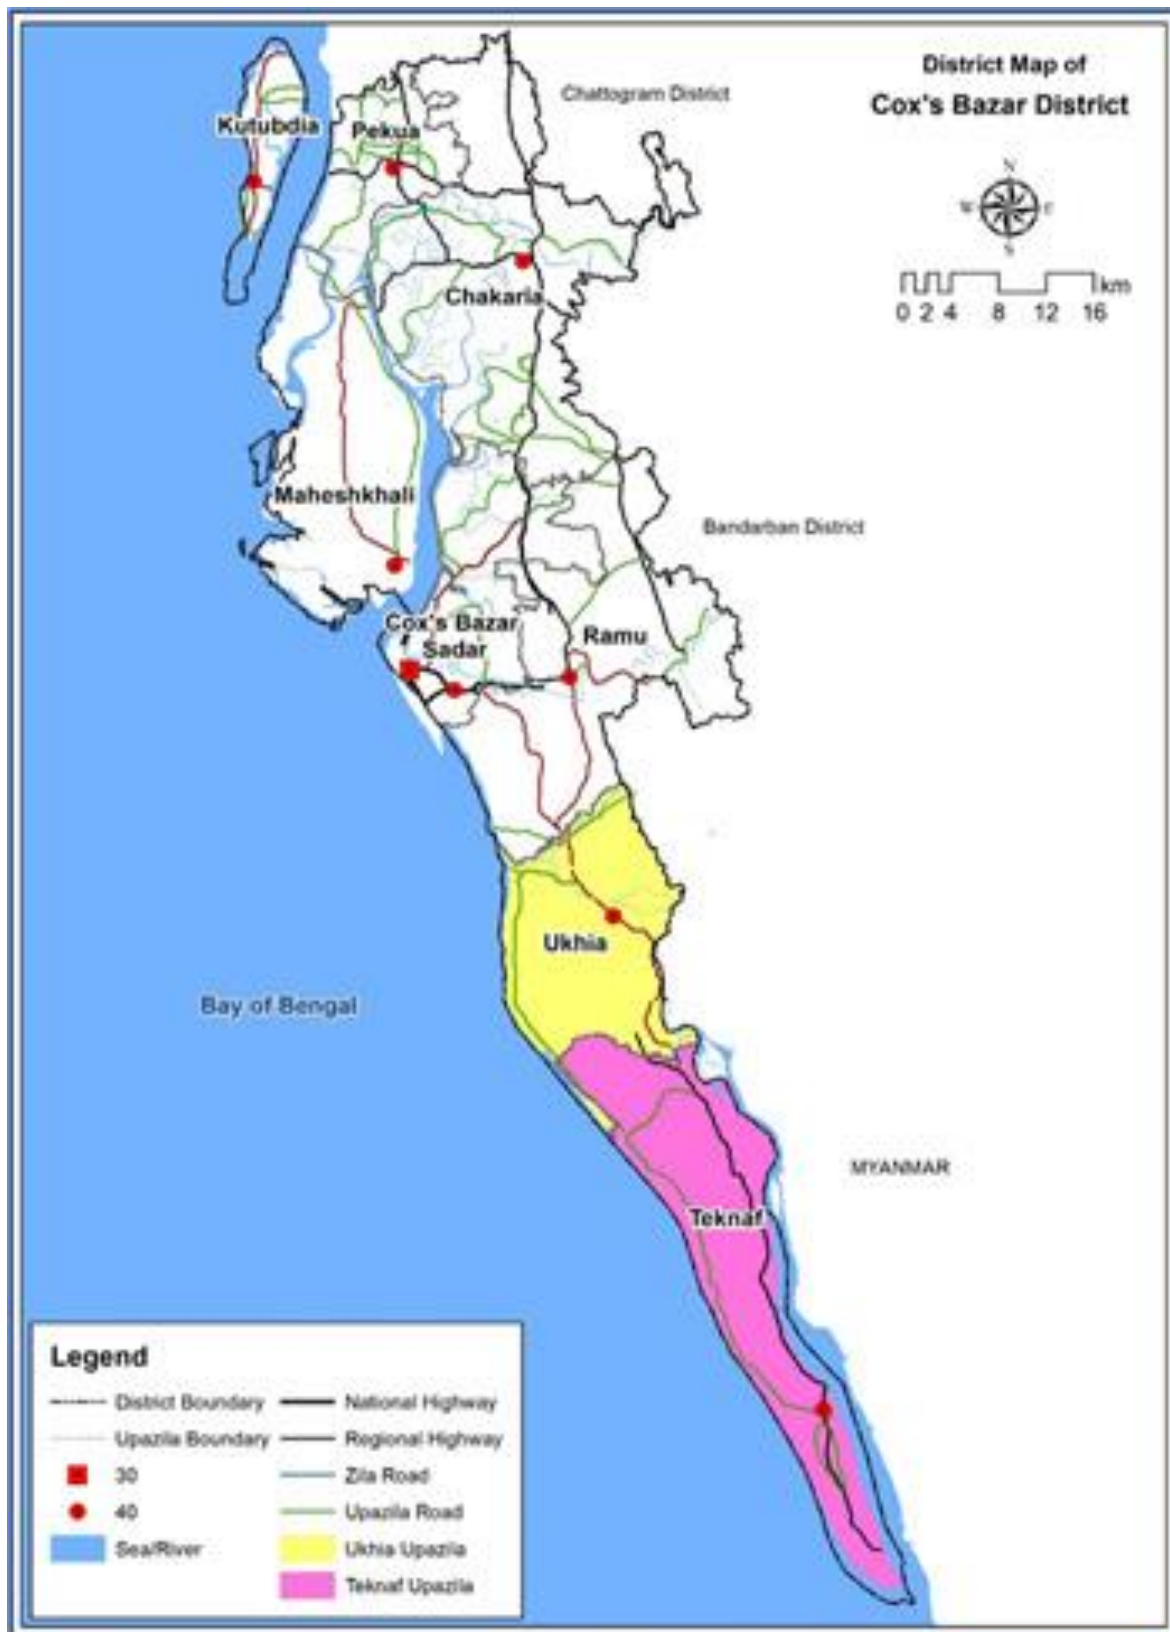 District Map of
Cox's Bazar District
Chattogram District
Kutubdia
Pekua
N
W
E
S
km
0 2 4 8 12 16
Chakaria
Maheshkhali
Bandarban District
Cox's Bazar
Sadar
Ramu
Ukhia
Bay of Bengal
MYANMAR
Teknaf
Legend
District Boundary
National Highway
Upazila Boundary
Regional Highway
30
Zila Road
40
Upazila Road
Sea/River
Ukhia Upazila
Teknaf Upazila